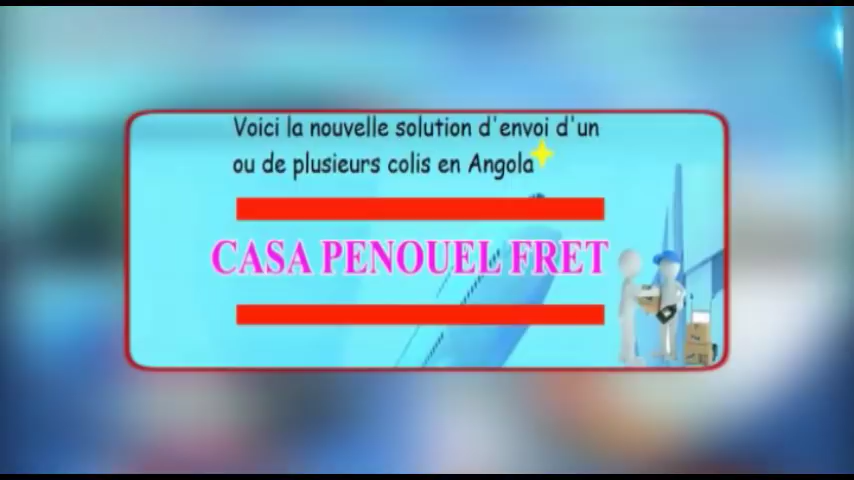 Voici la nouvelle solution d'envoi d'un
ou de plusieurs colis en Angola
CASA PENOUEL FRET